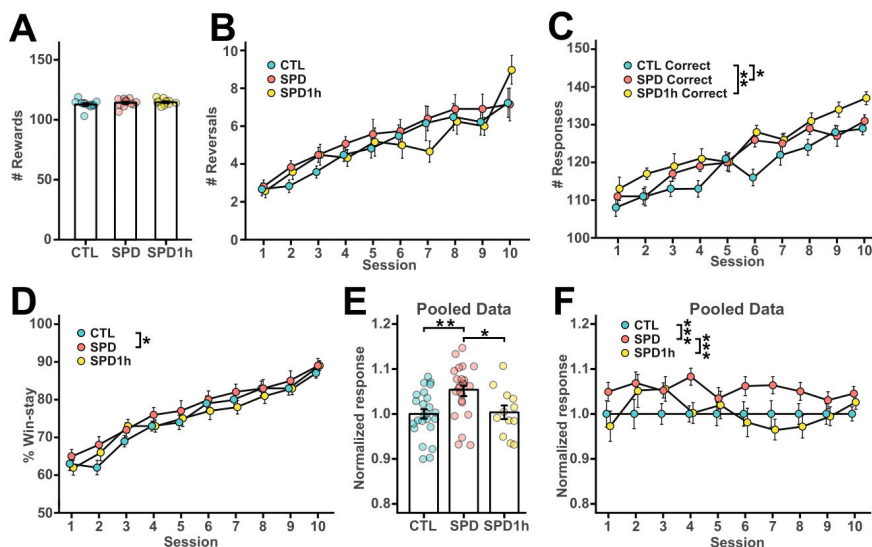 A
# Rewards
150
100
50
0
CTL SPD SPD1h
B
# Reversals
10
8
6
4
2
0
CTL
SPD
SPD1h
1 2 3 4 5 6 7 8 9 10
Session
C
# Responses
150
140
130
120
110
100
CTL Correct
SPD Correct
SPD1h Correct
**
*
1 2 3 4 5 6 7 8 9 10
Session
D
% Win-stay
100
90
80
70
60
50
CTL
SPD
SPD1h
*
1 2 3 4 5 6 7 8 9 10
Session
E
Pooled Data
Normalized response
1.2
1.1
1.0
0.9
0.8
**
*
CTL SPD SPD1h
F
Pooled Data
Normalized response
1.2
1.1
1.0
0.9
0.8
CTL
SPD
SPD1h
***
***
1 2 3 4 5 6 7 8 9 10
Session